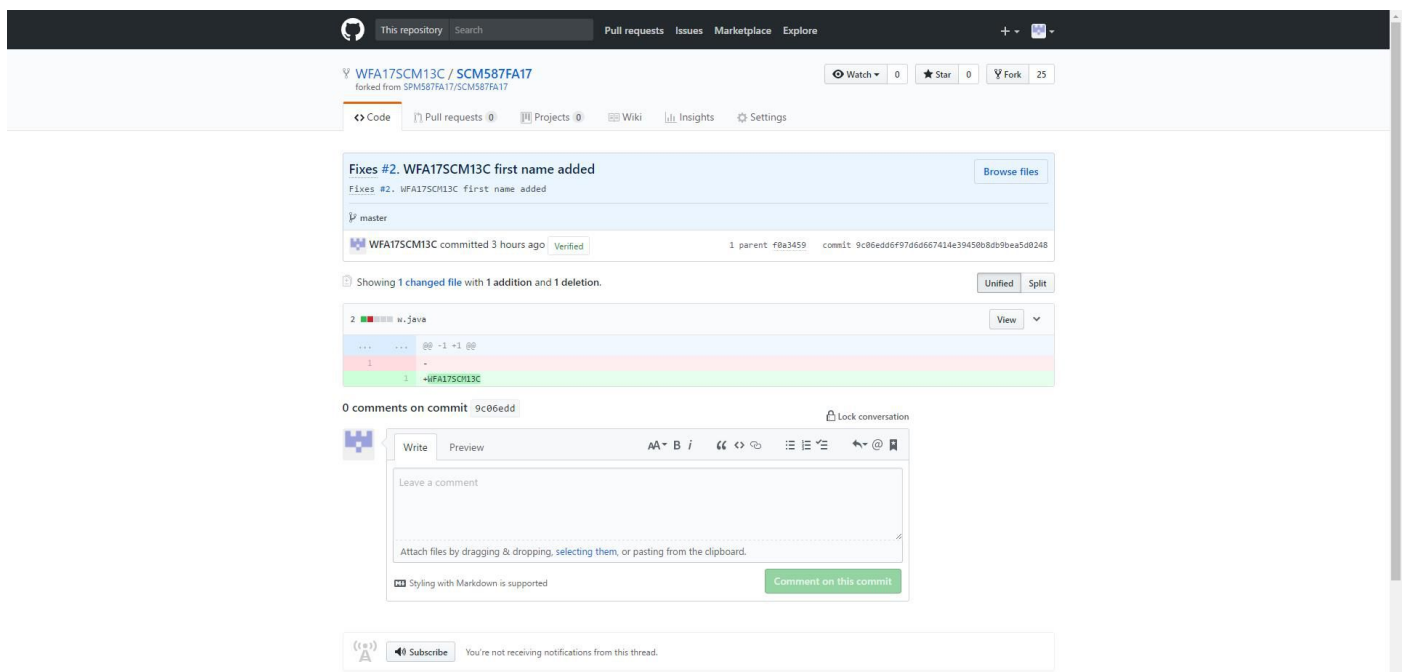 This repository Search Pull requests Issues Marketplace Explore
WFA17SCM13C / SCM587FA17 Watch 0 Star 0 Fork 25
forked from SPM587FA17/SCM587FA17
<> Code Pull requests 0 Projects 0 Wiki Insights Settings
Fixes #2. WFA17SCM13C first name added Browse files
Fixes #2. WFA17SCM13C first name added
master
WFA17SCM13C committed 3 hours ago Verified 1 parent f0a3459 commit 9c06edd6f97d6d667414e39450b8db9bea5d0248
Showing 1 changed file with 1 addition and 1 deletion. Unified Split
2 w.java View
... ... @@ -1 +1 @@
1 -
1 +WFA17SCM13C
0 comments on commit 9c06edd Lock conversation
Write Preview AA B i “ <> @
Leave a comment
Attach files by dragging & dropping, selecting them, or pasting from the clipboard.
Styling with Markdown is supported Comment on this commit
Subscribe You're not receiving notifications from this thread.